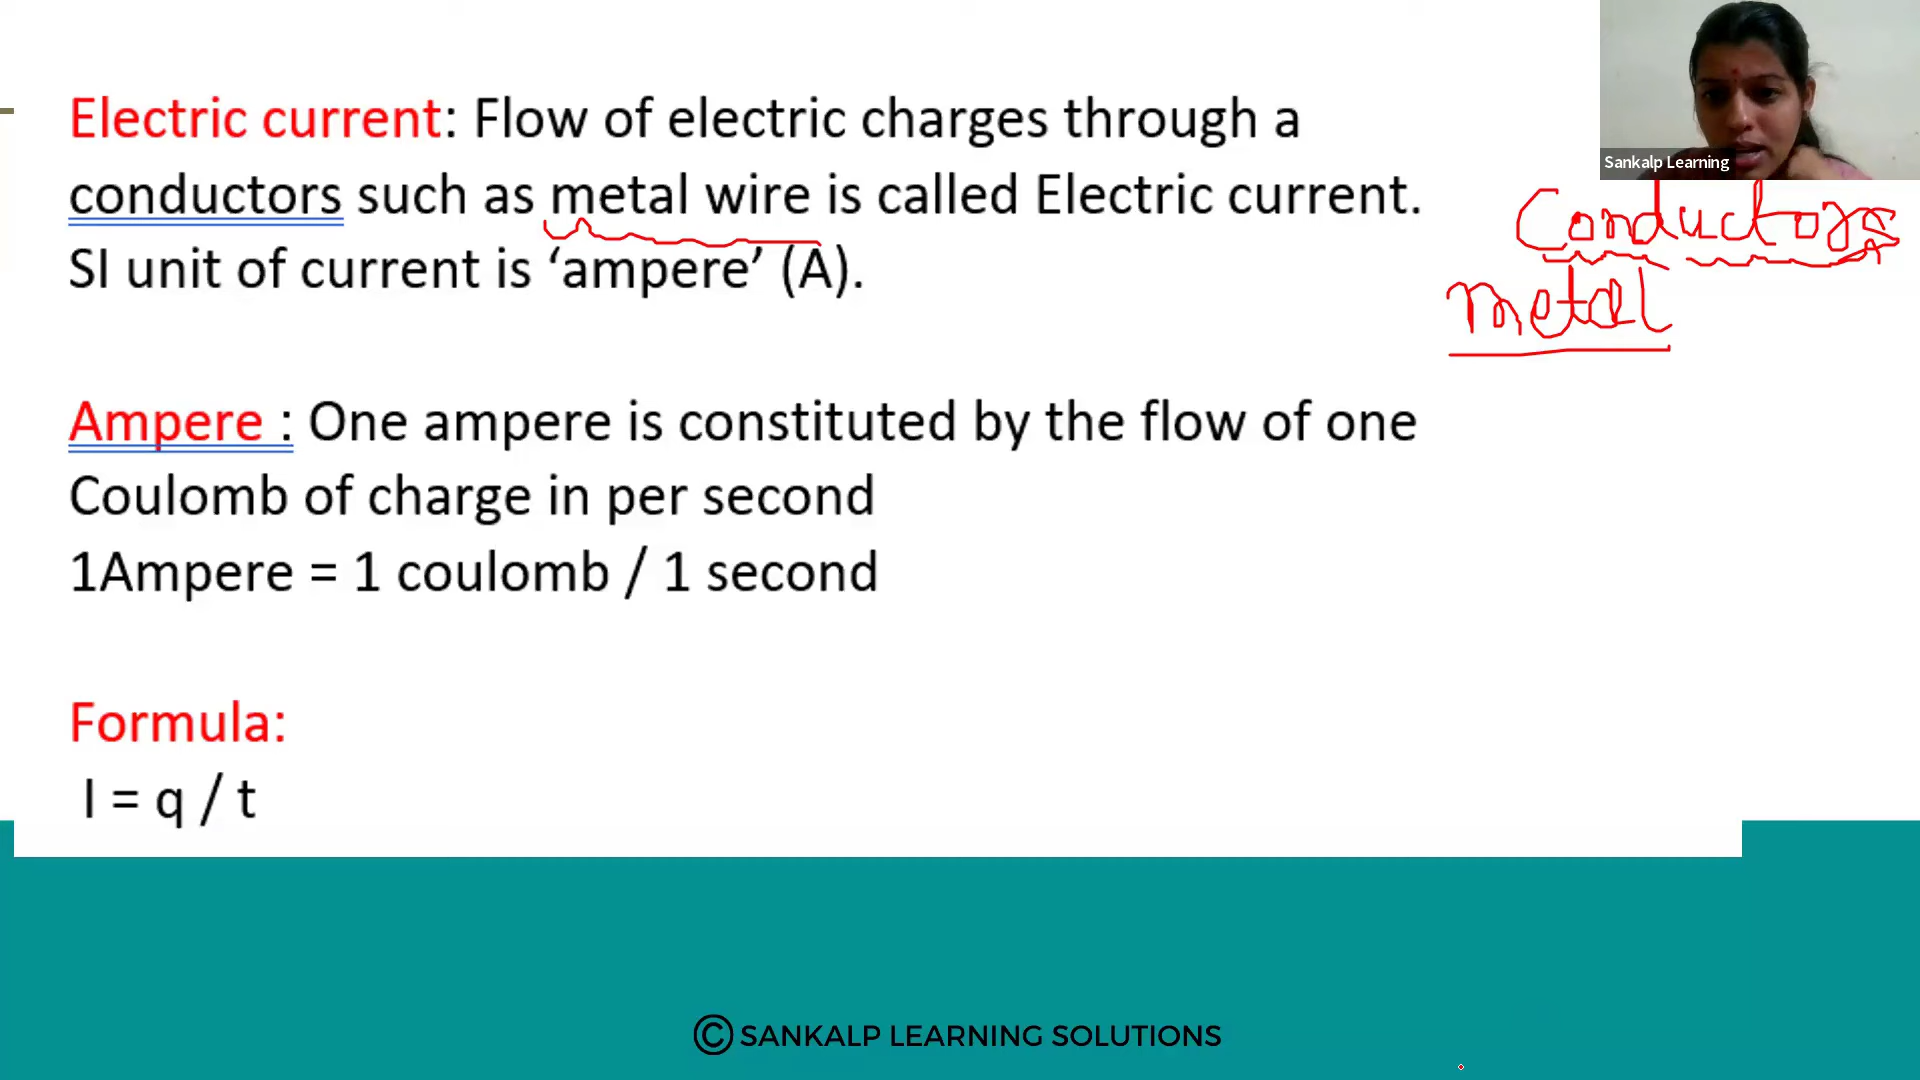 Electric current: Flow of electric charges through a
conductors such as metal wire is called Electric current.
SI unit of current is ‘ampere’ (A).
Ampere : One ampere is constituted by the flow of one
Coulomb of charge in per second
1Ampere = 1 coulomb / 1 second
Formula:
I = q / t
Sankalp Learning
Conductors
metal
© SANKALP LEARNING SOLUTIONS